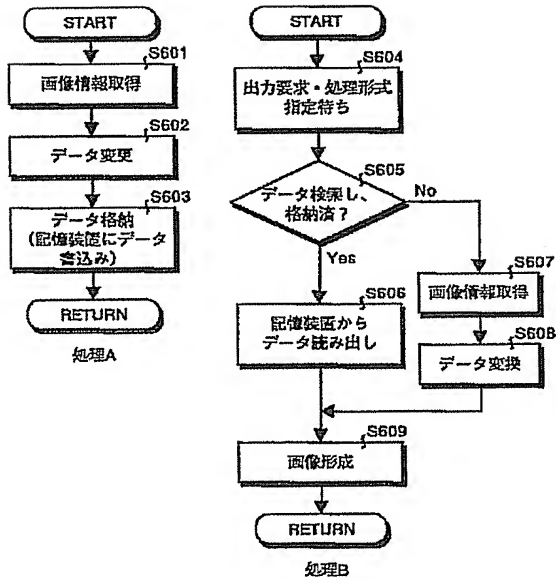 START
S601
画像情報取得
S602
データ変更
S603
データ格納
(記憶装置にデータ
書込み)
RETURN
処理A
START
S604
出力要求・処理形式
指定待ち
S605
データ検索し、
格納済?
No
Yes
S606
記憶装置から
データ読み出し
S607
画像情報取得
S608
データ変換
S609
画像形成
RETURN
処理B